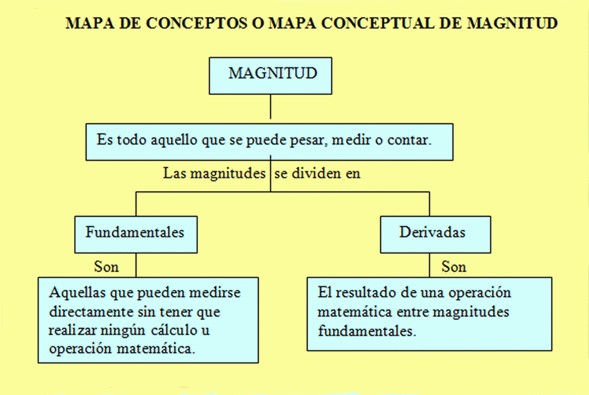 MAPA DE CONCEPTOS O MAPA CONCEPTUAL DE MAGNITUD
MAGNITUD
Es todo aquello que se puede pesar, medir o contar.
Las magnitudes se dividen en
Fundamentales
Derivadas
Son
Son
Aquellas que pueden medirse
directamente sin tener que
realizar ningún cálculo u
operación matemática.
El resultado de una operación
matemática entre magnitudes
fundamentales.